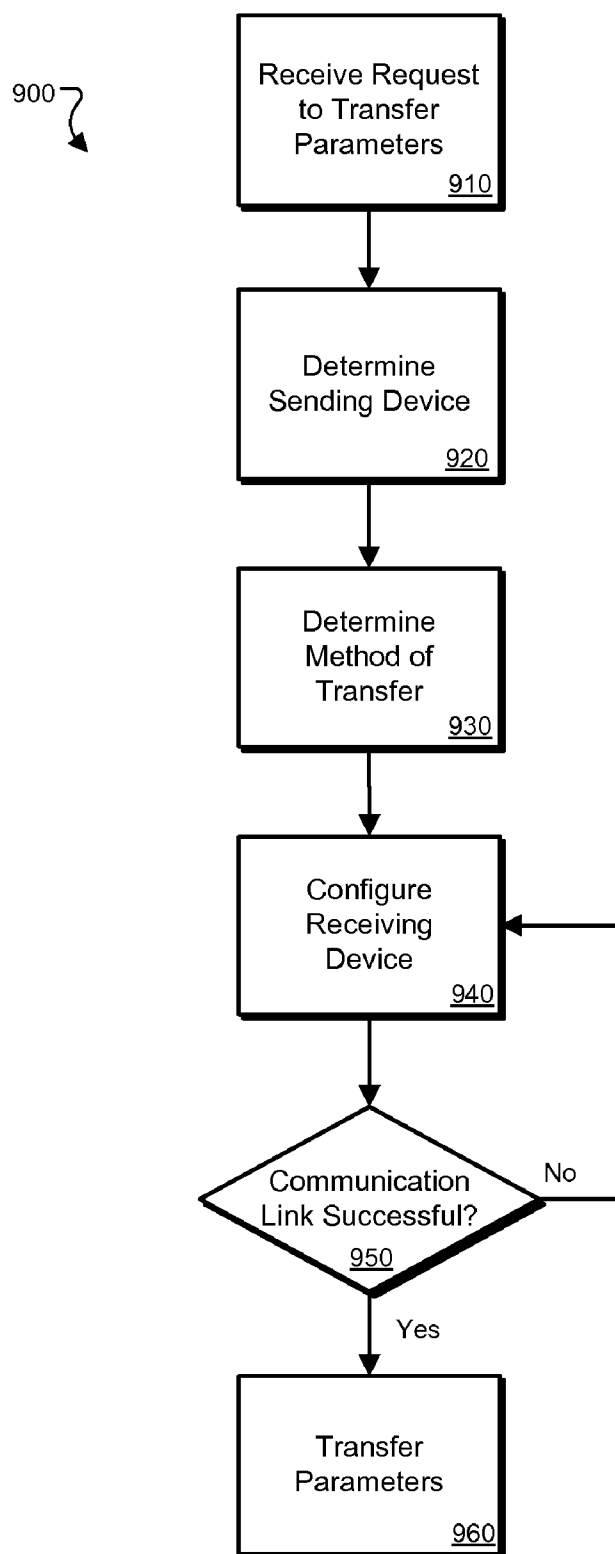 900
Receive Request
to Transfer
Parameters
910
Determine
Sending Device
920
Determine
Method of
Transfer
930
Configure
Receiving
Device
940
Communication
Link Successful?
950
No
Yes
Transfer
Parameters
960